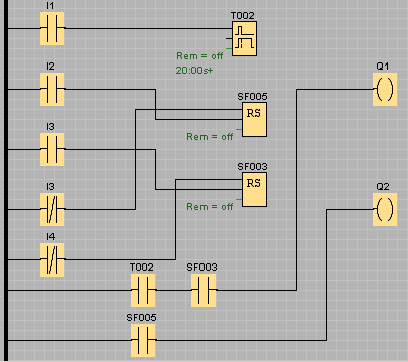 I1
T002
Rem = off
20:00s+
I2
Q1
SF005
RS
Rem = off
I3
SF003
RS
I3
Q2
Rem = off
I4
T002 SF003
SF005